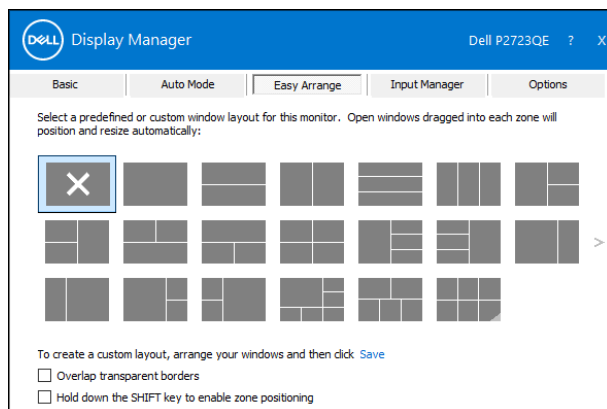 DELL Display Manager Dell P2723QE ? X
Basic Auto Mode Easy Arrange Input Manager Options
Select a predefined or custom window layout for this monitor. Open windows dragged into each zone will
position and resize automatically:
To create a custom layout, arrange your windows and then click Save
Overlap transparent borders
Hold down the SHIFT key to enable zone positioning